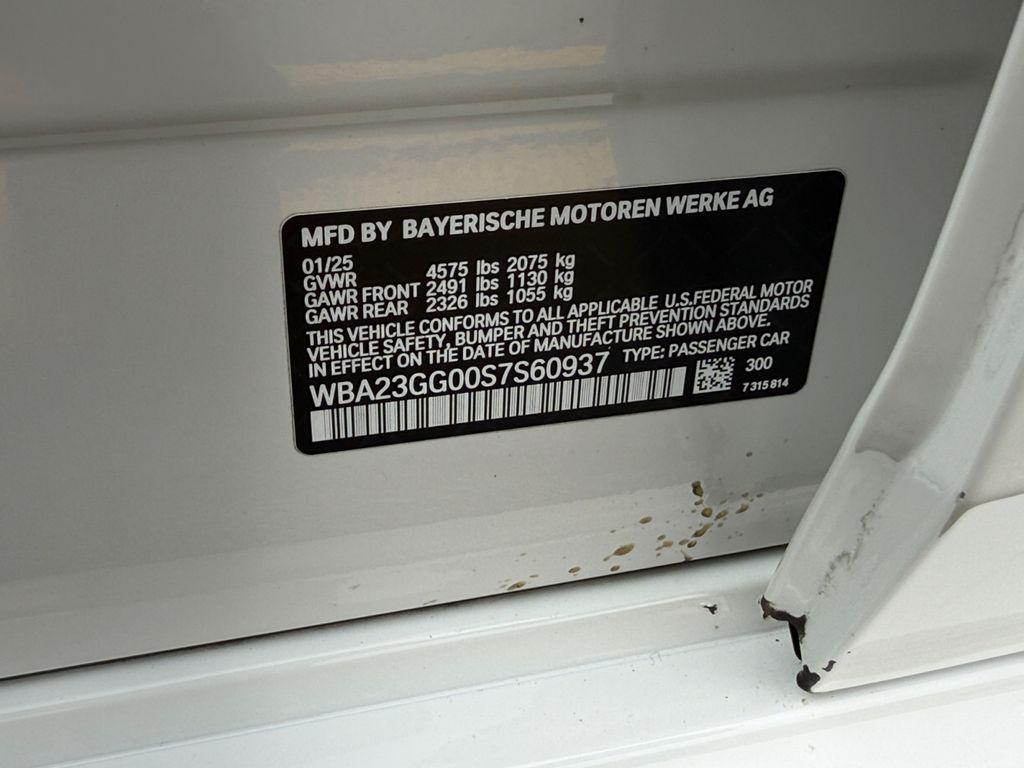 MFD BY BAYERISCHE MOTOREN WERKE AG
01/25
GVWR 4575 lbs 2075 kg
GAWR FRONT 2491 lbs 1130 kg
GAWR REAR 2326 lbs 1055 kg
THIS VEHICLE CONFORMS TO ALL APPLICABLE U.S.FEDERAL MOTOR
VEHICLE SAFETY, BUMPER AND THEFT PREVENTION STANDARDS
IN EFFECT ON THE DATE OF MANUFACTURE SHOWN ABOVE.
WBA23GG00S7S60937 TYPE: PASSENGER CAR
300
7 315 814